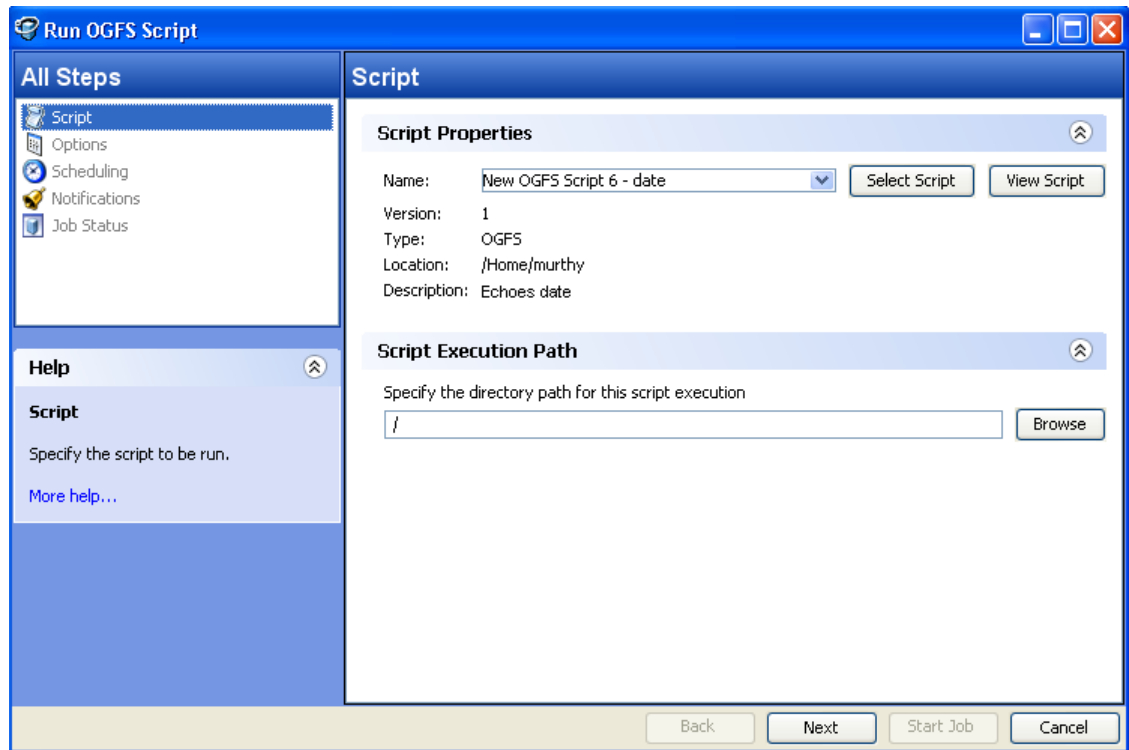 Run OGFS Script
All Steps
Script
Options
Scheduling
Notifications
Job Status
Help
Script
Specify the script to be run.
More help...
Script
Script Properties
Name: New OGFS Script 6 - date Select Script View Script
Version: 1
Type: OGFS
Location: /Home/murthy
Description: Echoes date
Script Execution Path
Specify the directory path for this script execution
/ Browse
Back Next Start Job Cancel